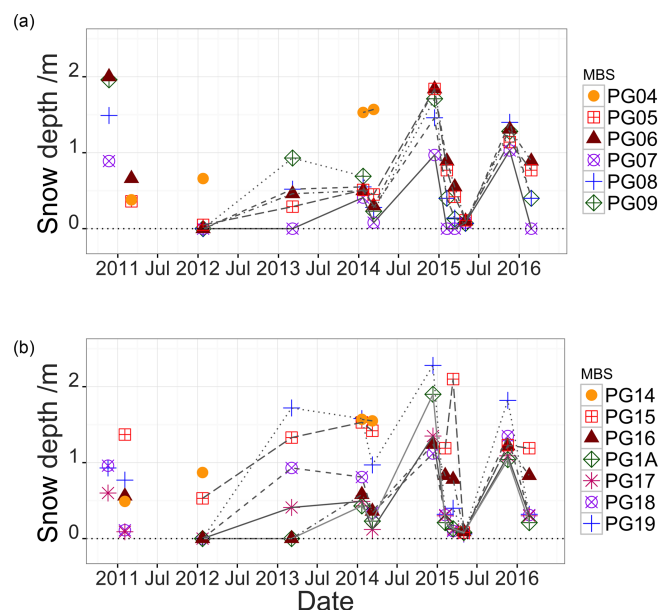 (a)
Snow depth /m
2
1
0
2011 Jul 2012 Jul 2013 Jul 2014 Jul 2015 Jul 2016
MBS
PG04
PG05
PG06
PG07
PG08
PG09
(b)
Snow depth /m
2
1
0
2011 Jul 2012 Jul 2013 Jul 2014 Jul 2015 Jul 2016
Date
MBS
PG14
PG15
PG16
PG1A
PG17
PG18
PG19